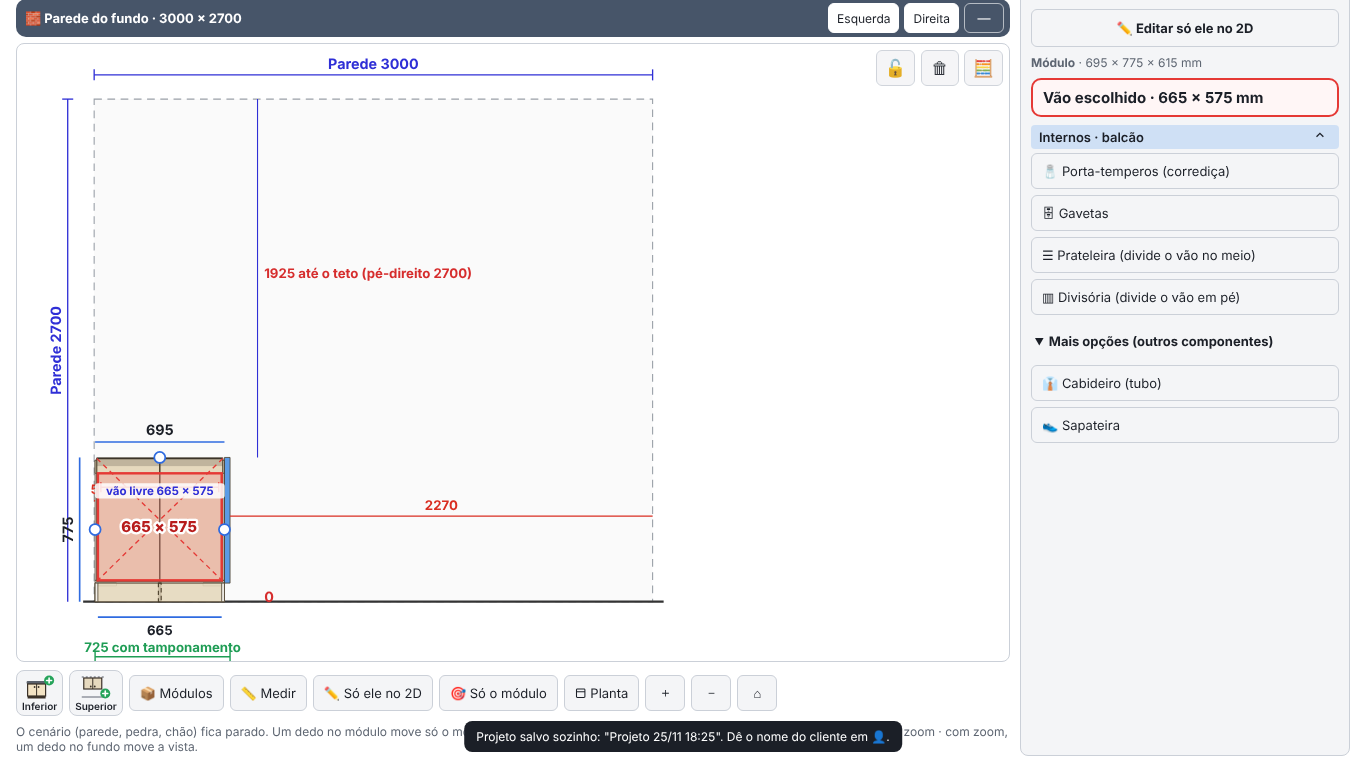 🧱 Parede do fundo · 3000 × 2700
Esquerda
Direita
—
Parede 3000
Parede 2700
1925 até o teto (pé-direito 2700)
695
vão livre 665 × 575
665 × 575
775
2270
0
665
725 com tamponamento
Inferior
Superior
📦 Módulos
📏 Medir
✏️ Só ele no 2D
🎯 Só o módulo
Planta
+
−
⌂
O cenário (parede, pedra, chão) fica parado. Um dedo no módulo move só o
zoom · com zoom,
um dedo no fundo move a vista.
Projeto salvo sozinho: "Projeto 25/11 18:25". Dê o nome do cliente em 👤.
✏️ Editar só ele no 2D
Módulo · 695 × 775 × 615 mm
Vão escolhido · 665 × 575 mm
Internos · balcão
🧂 Porta-temperos (corrediça)
🗄 Gavetas
☰ Prateleira (divide o vão no meio)
▥ Divisória (divide o vão em pé)
▼ Mais opções (outros componentes)
👔 Cabideiro (tubo)
👟 Sapateira